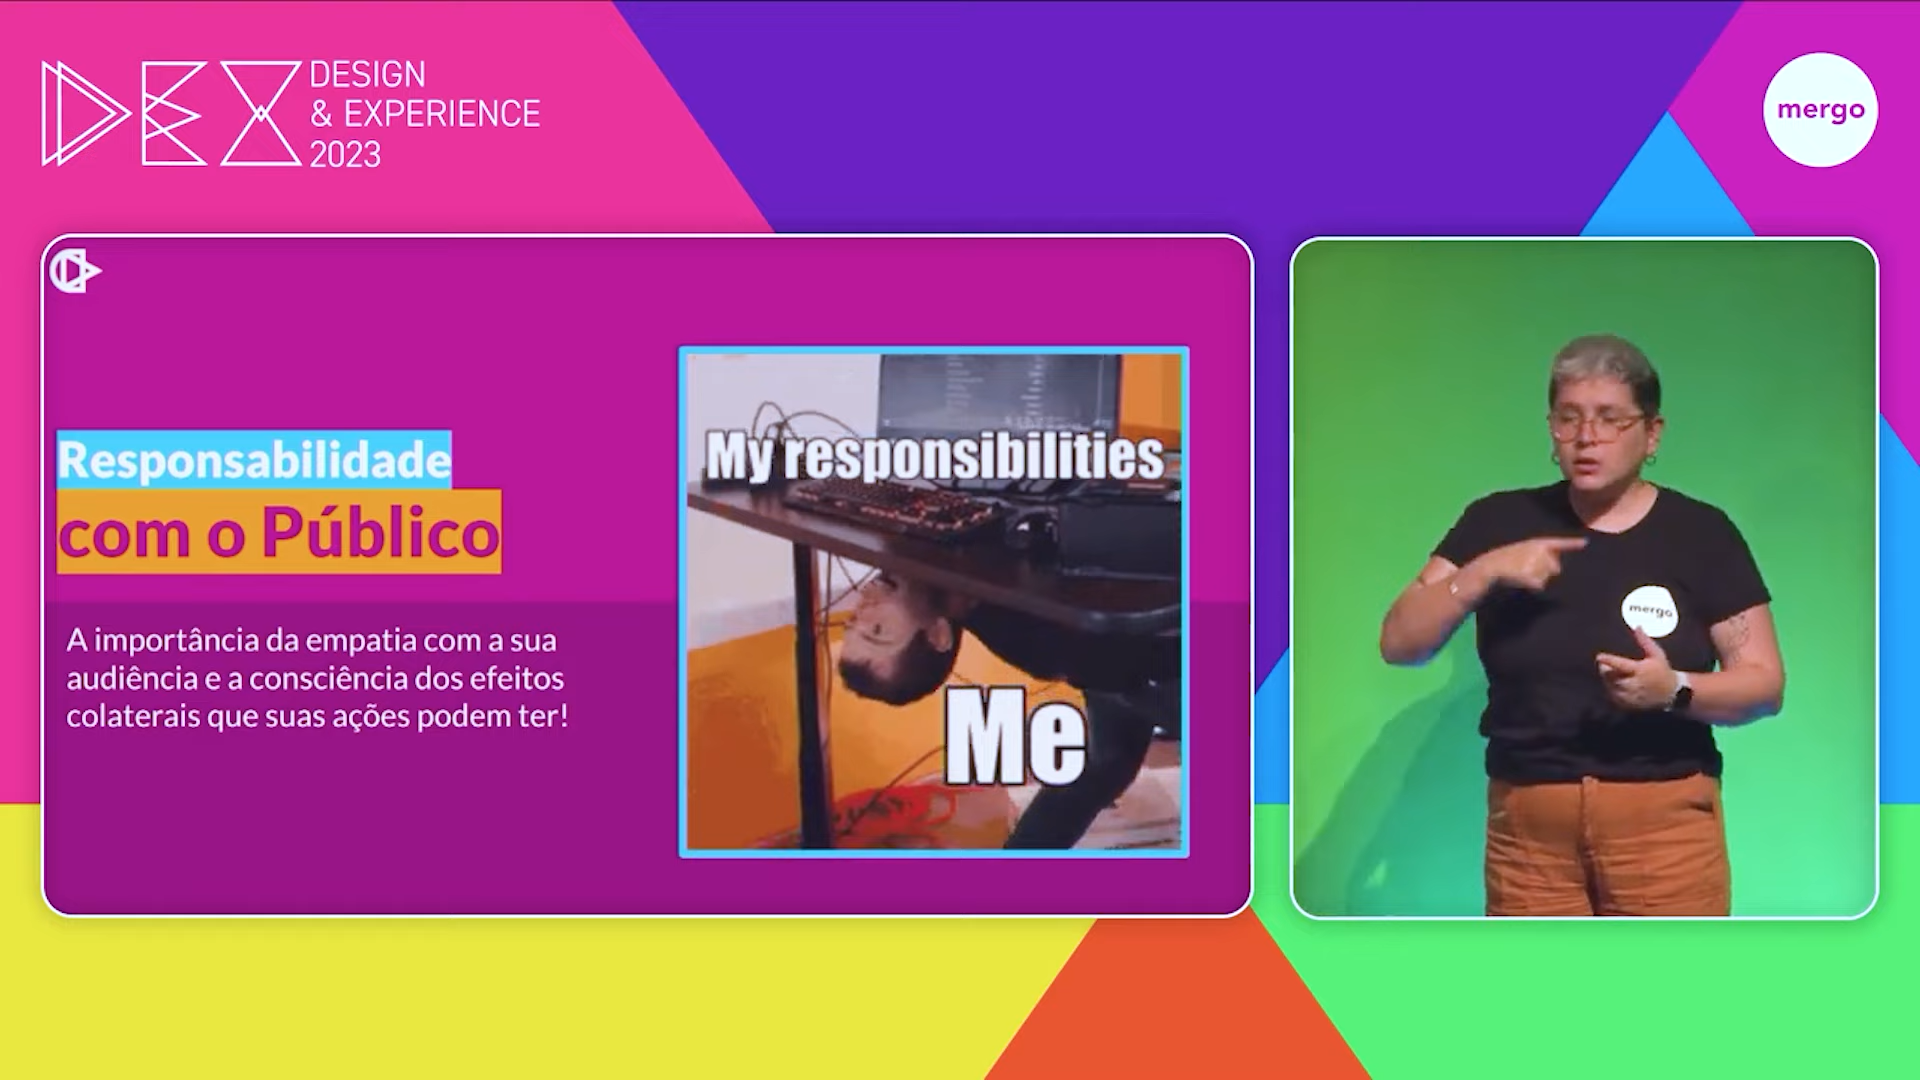 DEX
DESIGN
& EXPERIENCE
2023
mergo
Responsabilidade
com o Público
A importância da empatia com a sua
audiência e a consciência dos efeitos
colaterais que suas ações podem ter!
My responsibilities
Me
mergo